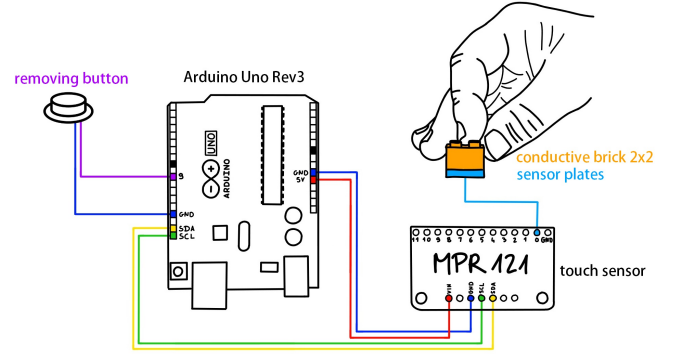 removing button
Arduino Uno Rev3
conductive brick 2x2
sensor plates
UNO
ARDUINO
9
GND
SDA
SCL
GND
5V
11 10 9 8 7 6 5 4 3 2 1 0 GND
MPR 121
touch sensor
VIN GND SCL SDA